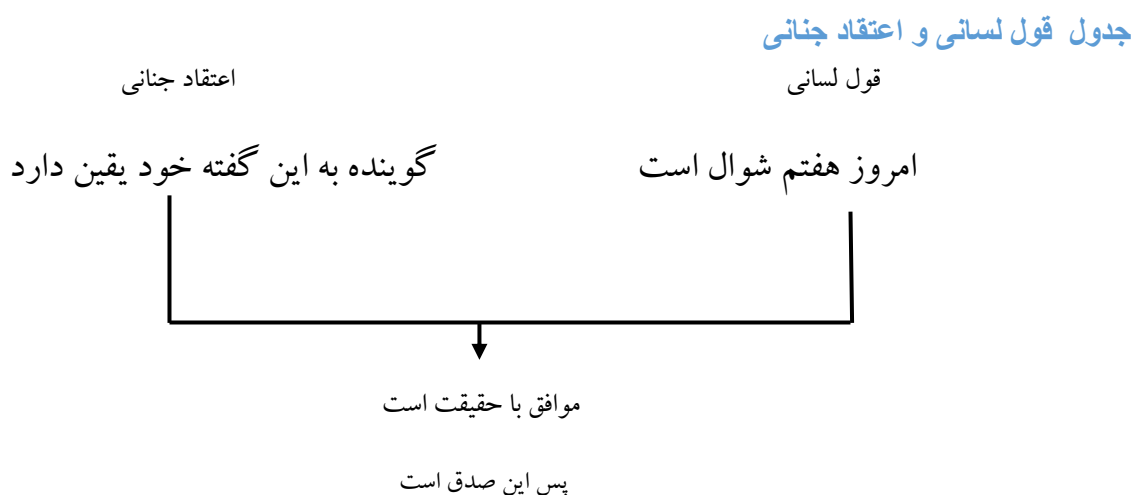 جدول قول لسانی و اعتقاد جنانی
قول لسانی
اعتقاد جنانی
امروز هفتم شوال است
گوینده به این گفته خود یقین دارد
موافق با حقیقت است
پس این صدق است